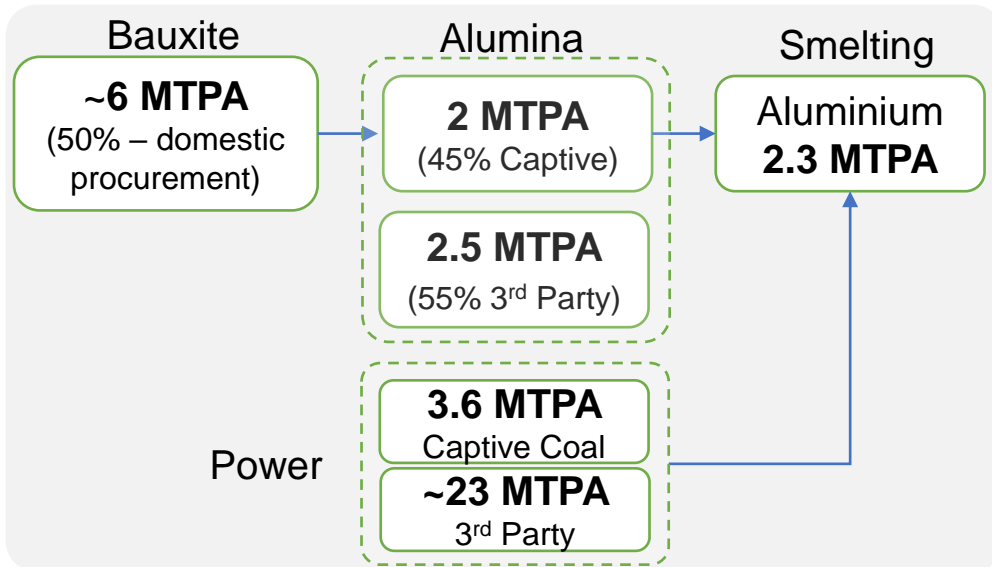 Bauxite
~6 MTPA
(50% – domestic
procurement)
Alumina
2 MTPA
(45% Captive)
2.5 MTPA
(55% 3rd Party)
Smelting
Aluminium
2.3 MTPA
Power
3.6 MTPA
Captive Coal
~23 MTPA
3rd Party